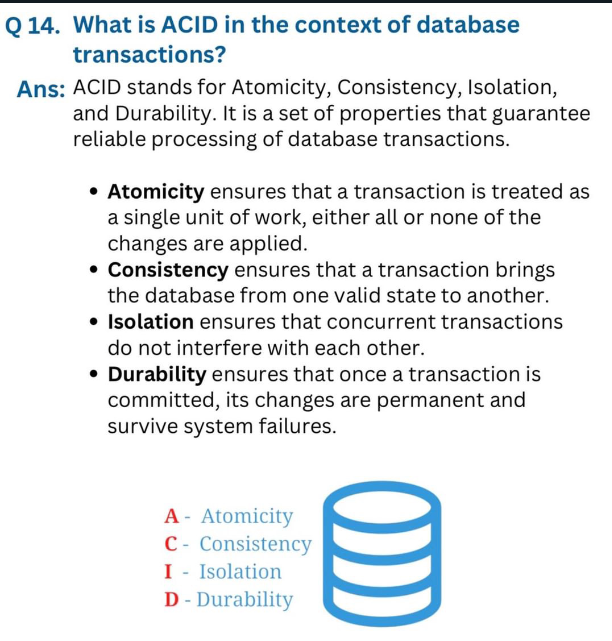 Q 14. What is ACID in the context of database
transactions?
Ans: ACID stands for Atomicity, Consistency, Isolation,
and Durability. It is a set of properties that guarantee
reliable processing of database transactions.
• Atomicity ensures that a transaction is treated as
a single unit of work, either all or none of the
changes are applied.
• Consistency ensures that a transaction brings
the database from one valid state to another.
• Isolation ensures that concurrent transactions
do not interfere with each other.
• Durability ensures that once a transaction is
committed, its changes are permanent and
survive system failures.
A - Atomicity
C - Consistency
I - Isolation
D - Durability